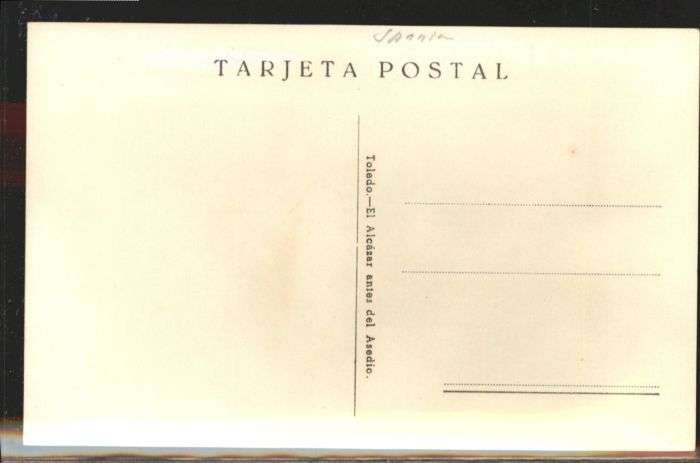 TARJETA POSTAL
Toledo.—El Alcázar antes del Asedio.